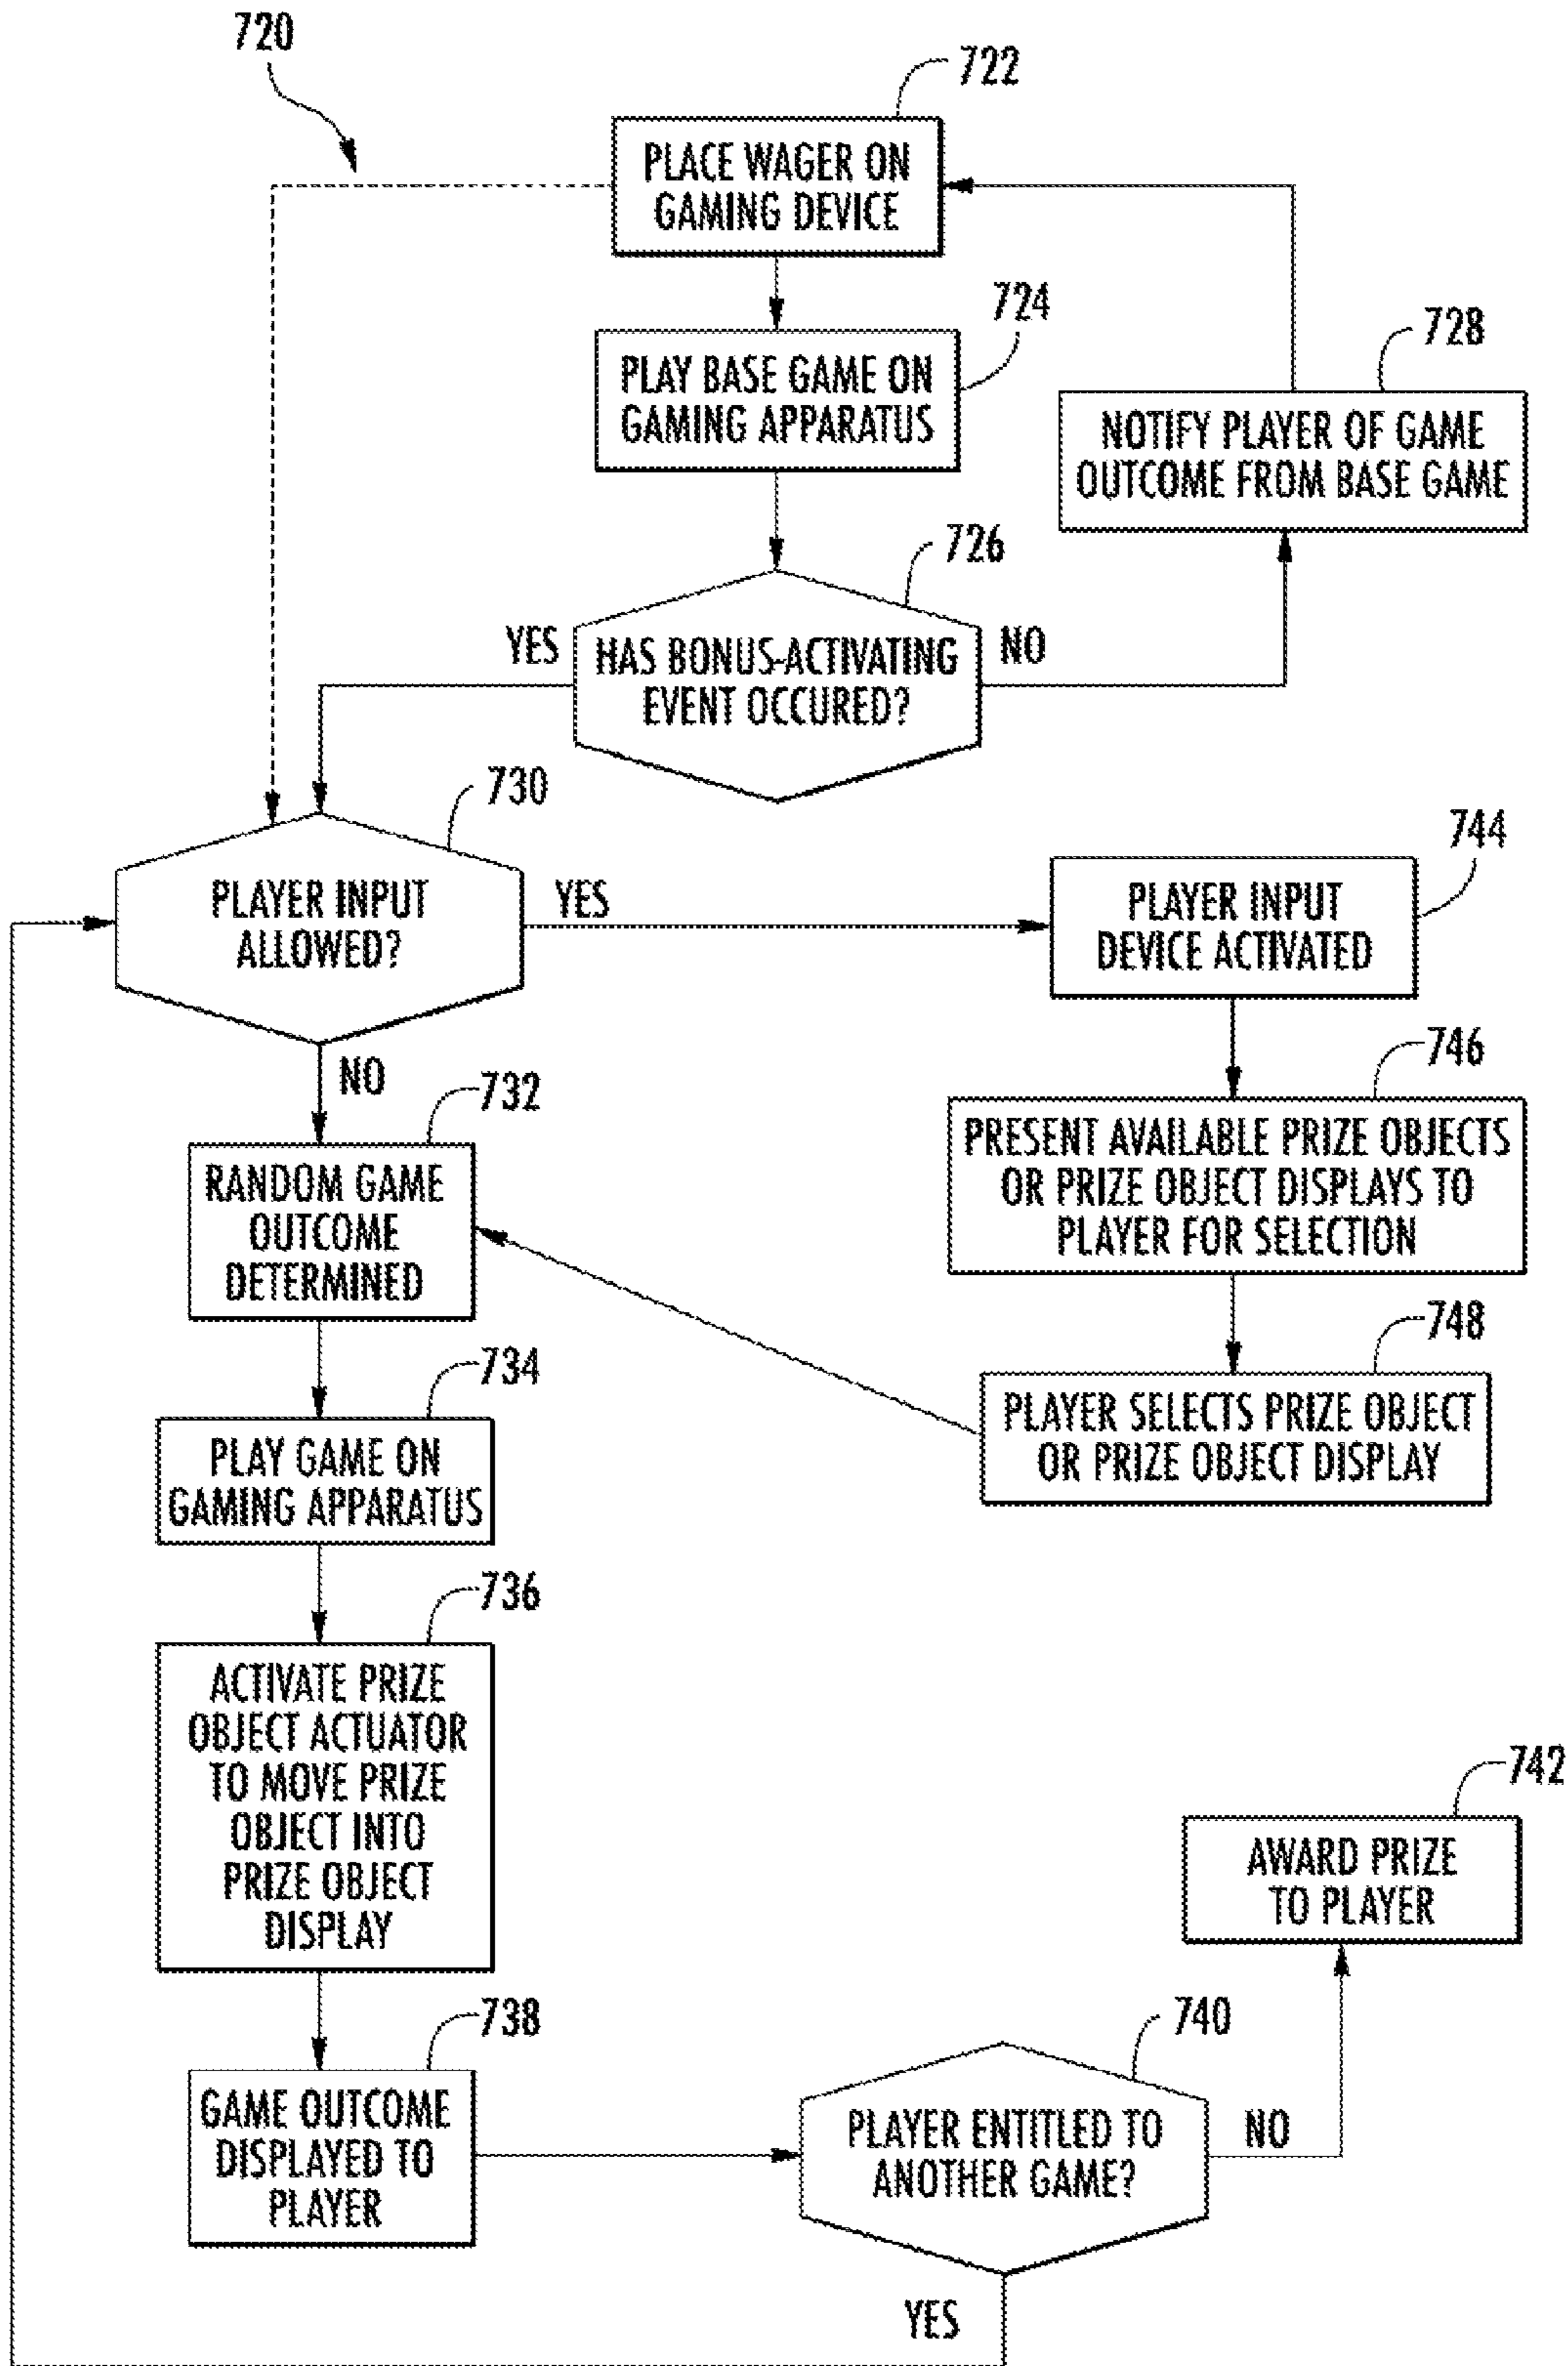 720
722
PLACE WAGER ON
GAMING DEVICE
724
PLAY BASE GAME ON
GAMING APPARATUS
728
NOTIFY PLAYER OF GAME
OUTCOME FROM BASE GAME
726
YES
HAS BONUS-ACTIVATING
EVENT OCCURED?
NO
730
PLAYER INPUT
ALLOWED?
YES
744
PLAYER INPUT
DEVICE ACTIVATED
NO
732
RANDOM GAME
OUTCOME
DETERMINED
746
PRESENT AVAILABLE PRIZE OBJECTS
OR PRIZE OBJECT DISPLAYS TO
PLAYER FOR SELECTION
748
PLAYER SELECTS PRIZE OBJECT
OR PRIZE OBJECT DISPLAY
734
PLAY GAME ON
GAMING APPARATUS
736
ACTIVATE PRIZE
OBJECT ACTUATOR
TO MOVE PRIZE
OBJECT INTO
PRIZE OBJECT
DISPLAY
738
GAME OUTCOME
DISPLAYED TO
PLAYER
740
PLAYER ENTITLED TO
ANOTHER GAME?
NO
742
AWARD PRIZE
TO PLAYER
YES